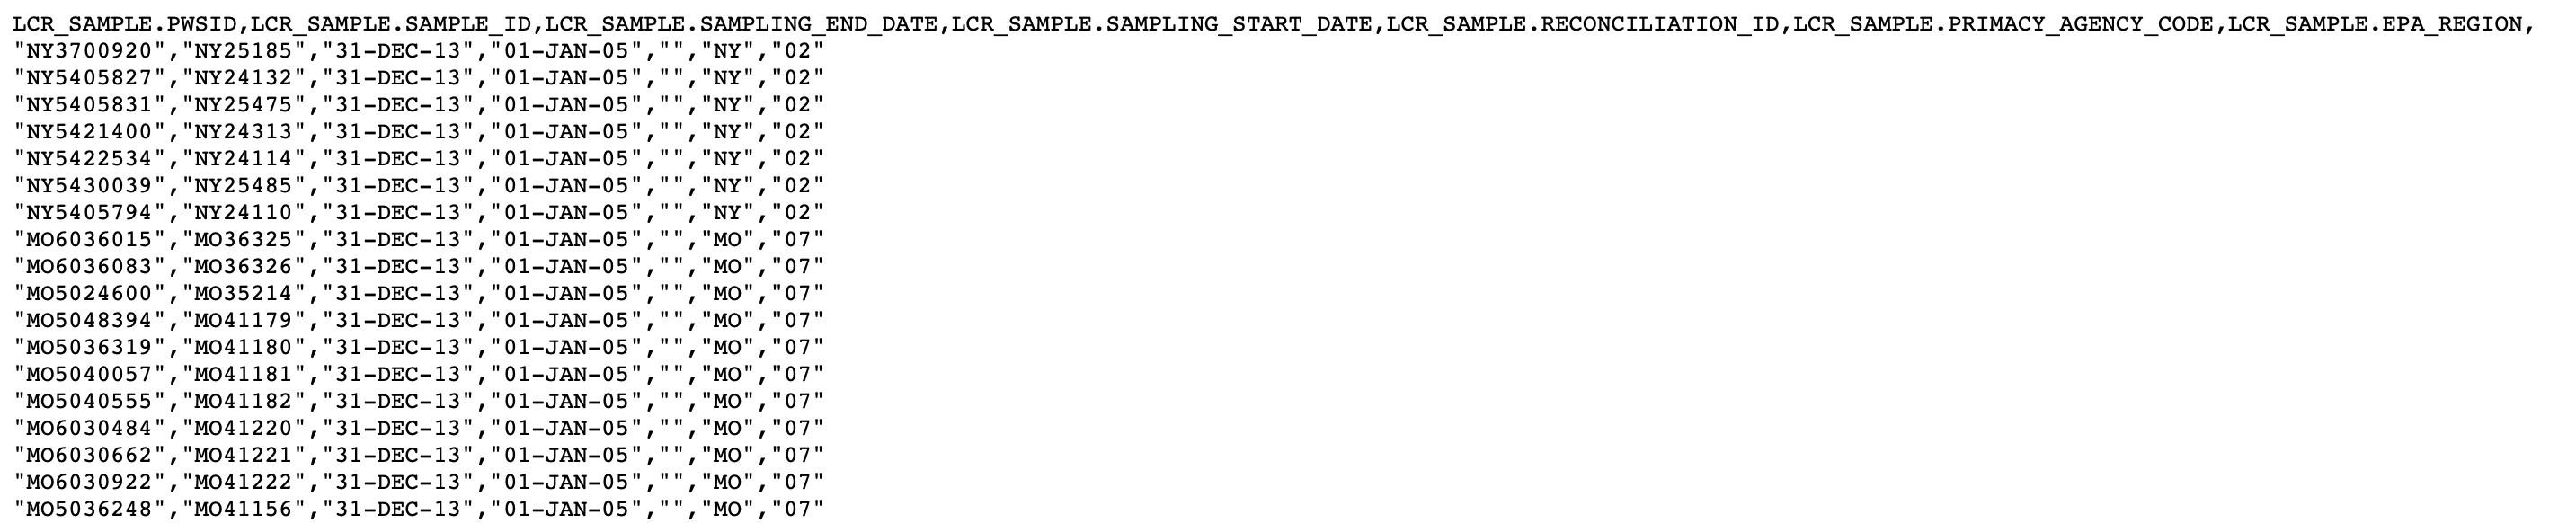 LCR_SAMPLE.PWSID,LCR_SAMPLE.SAMPLE_ID,LCR_SAMPLE.SAMPLING_END_DATE,LCR_SAMPLE.SAMPLING_START_DATE,LCR_SAMPLE.RECONCILIATION_ID,LCR_SAMPLE.PRIMACY_AGENCY_CODE,LCR_SAMPLE.EPA_REGION,
"NY3700920","NY25185","31-DEC-13","01-JAN-05","","NY","02"
"NY5405827","NY24132","31-DEC-13","01-JAN-05","","NY","02"
"NY5405831","NY25475","31-DEC-13","01-JAN-05","","NY","02"
"NY5421400","NY24313","31-DEC-13","01-JAN-05","","NY","02"
"NY5422534","NY24114","31-DEC-13","01-JAN-05","","NY","02"
"NY5430039","NY25485","31-DEC-13","01-JAN-05","","NY","02"
"NY5405794","NY24110","31-DEC-13","01-JAN-05","","NY","02"
"MO6036015","MO36325","31-DEC-13","01-JAN-05","","MO","07"
"MO6036083","MO36326","31-DEC-13","01-JAN-05","","MO","07"
"MO5024600","MO35214","31-DEC-13","01-JAN-05","","MO","07"
"MO5048394","MO41179","31-DEC-13","01-JAN-05","","MO","07"
"MO5036319","MO41180","31-DEC-13","01-JAN-05","","MO","07"
"MO5040057","MO41181","31-DEC-13","01-JAN-05","","MO","07"
"MO5040555","MO41182","31-DEC-13","01-JAN-05","","MO","07"
"MO6030484","MO41220","31-DEC-13","01-JAN-05","","MO","07"
"MO6030662","MO41221","31-DEC-13","01-JAN-05","","MO","07"
"MO6030922","MO41222","31-DEC-13","01-JAN-05","","MO","07"
"MO5036248","MO41156","31-DEC-13","01-JAN-05","","MO","07"